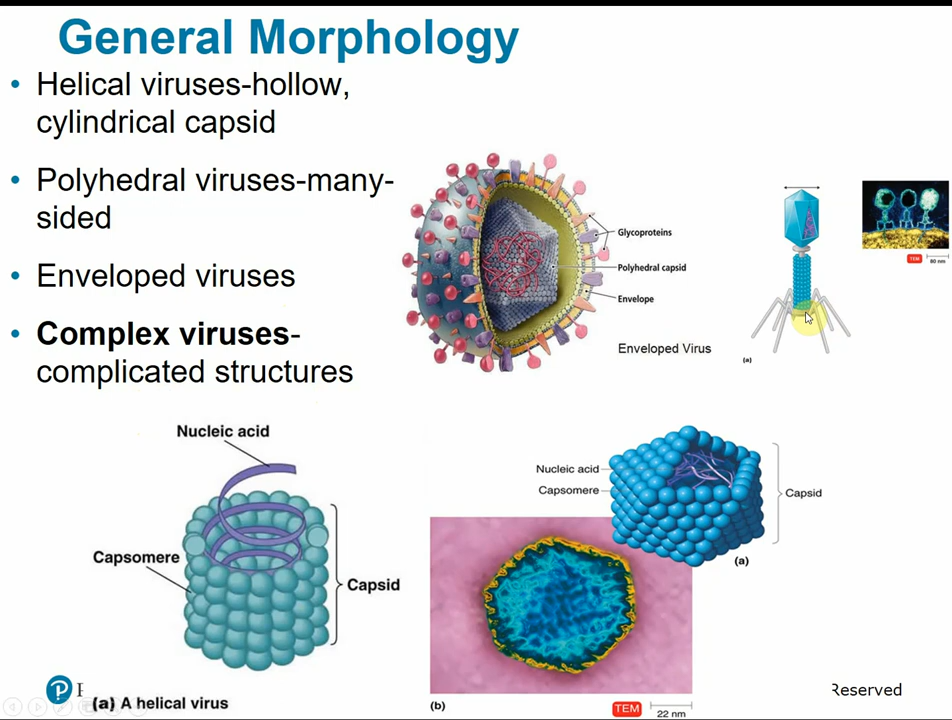 General Morphology
• Helical viruses-hollow,
cylindrical capsid
• Polyhedral viruses-many-
sided
• Enveloped viruses
• Complex viruses-
complicated structures
Glycoproteins
Polyhedral capsid
Envelope
Enveloped Virus
(a)
TEM
80 nm
Nucleic acid
Capsomere
Capsid
(a) A helical virus
Nucleic acid
Capsomere
Capsid
(a)
(b)
TEM
22 nm
P
Reserved